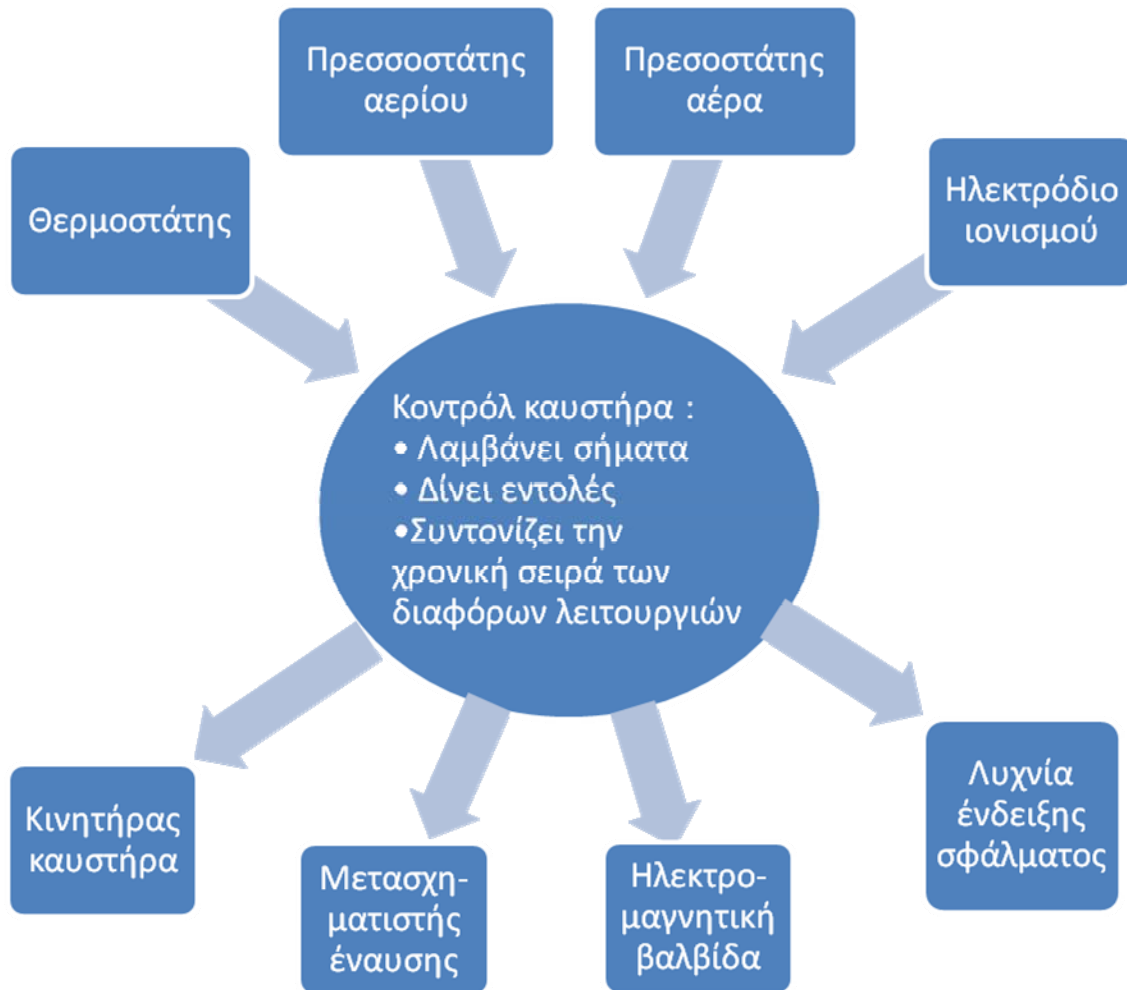 Πρεσσοστάτης
αερίου
Πρεσοστάτης
αέρα
Θερμοστάτης
Ηλεκτρόδιο
ιονισμού
Κοντρόλ καυστήρα :
• Λαμβάνει σήματα
• Δίνει εντολές
•Συντονίζει την
χρονική σειρά των
διαφόρων λειτουργιών
Κινητήρας
καυστήρα
Μετασχη-
ματιστής
έναυσης
Ηλεκτρο-
μαγνητική
βαλβίδα
Λυχνία
ένδειξης
σφάλματος